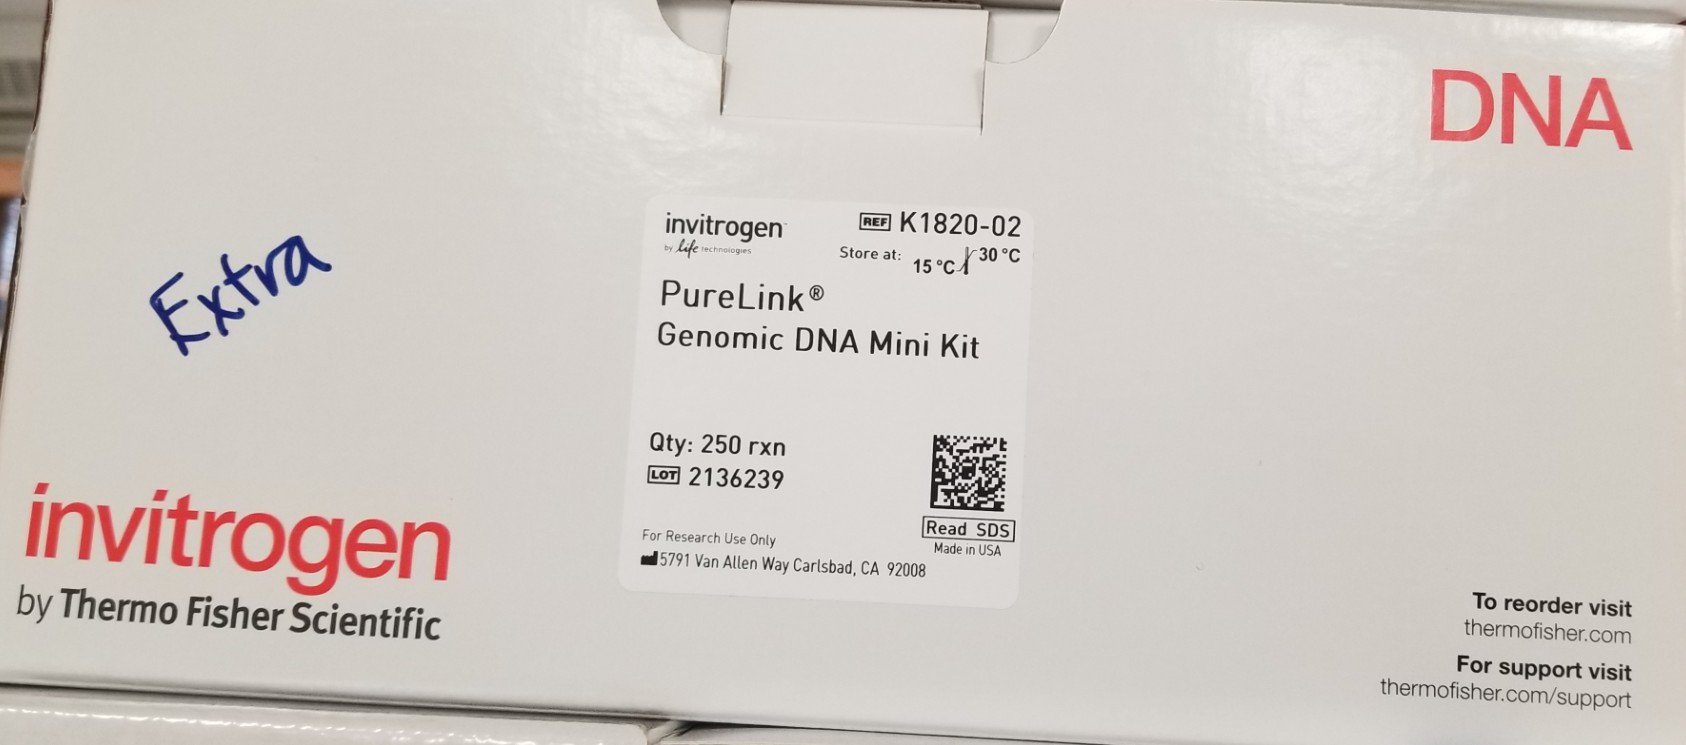 DNA
Extra
invitrogen
by life technologies
REF K1820-02
Store at: 15 °C 30 °C
PureLink®
Genomic DNA Mini Kit
Qty: 250 rxn
LOT 2136239
Read SDS
Made in USA
For Research Use Only
5791 Van Allen Way Carlsbad, CA 92008
invitrogen
by Thermo Fisher Scientific
To reorder visit
thermofisher.com
For support visit
thermofisher.com/support